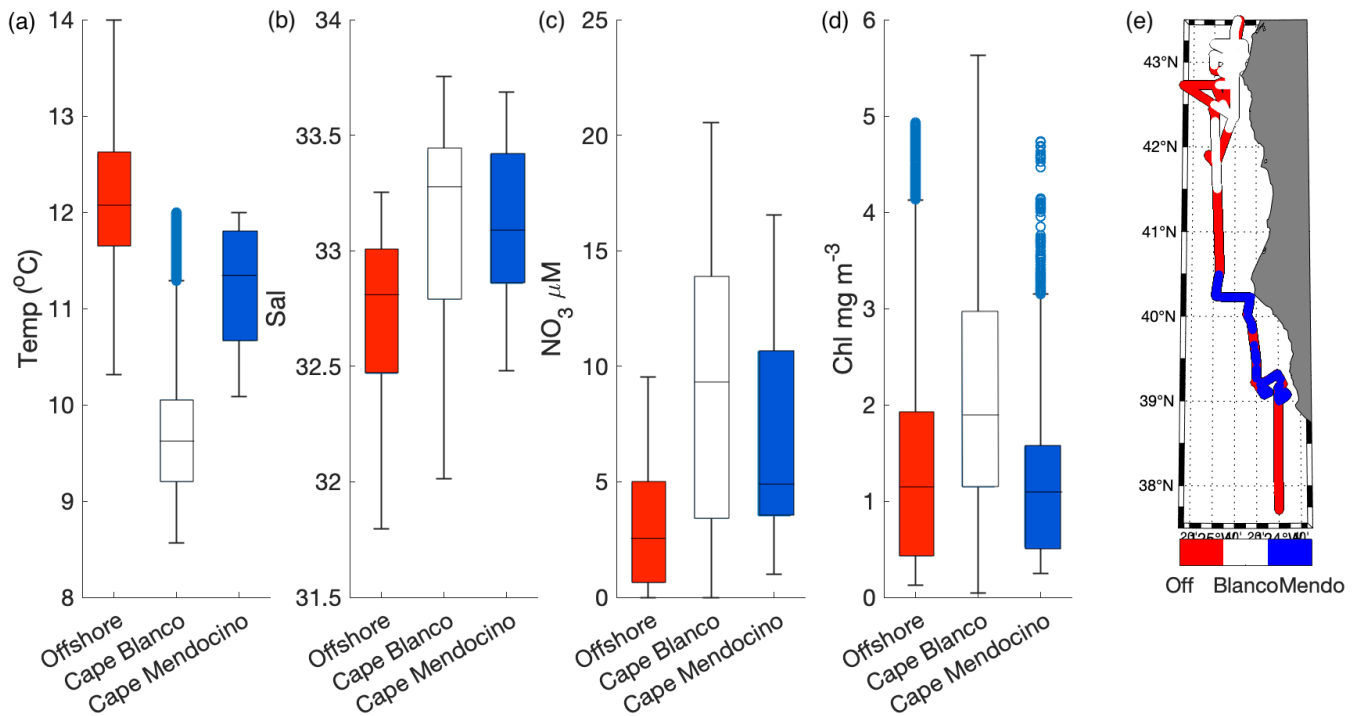 (a)
14
13
12
11
10
9
8
Temp (°C)
Offshore
Cape Blanco
Cape Mendocino
(b)
34
33.5
33
32.5
32
31.5
Sal
Offshore
Cape Blanco
Cape Mendocino
(c)
25
20
15
10
5
0
NO3 μM
Offshore
Cape Blanco
Cape Mendocino
(d)
6
5
4
3
2
1
0
Chl mg m-3
Offshore
Cape Blanco
Cape Mendocino
(e)
43°N
42°N
41°N
40°N
39°N
38°N
Off Blanco Mendo